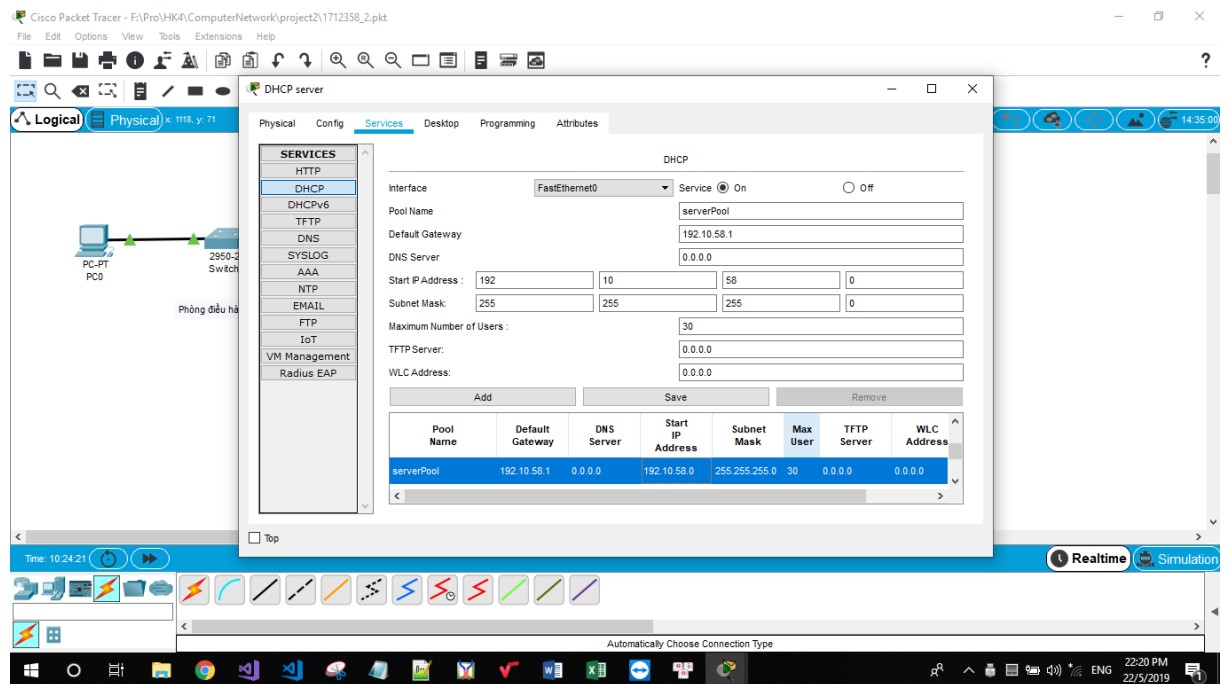 Cisco Packet Tracer - F:\Pro\HK4\ComputerNetwork\project2\1712358_2.pkt
File Edit Options View Tools Extensions Help
?
DHCP server
Logical Physical x: 1118, y: 71
14:35:00
Physical Config Services Desktop Programming Attributes
SERVICES
HTTP
DHCP
DHCPv6
TFTP
DNS
SYSLOG
AAA
NTP
EMAIL
FTP
IoT
VM Management
Radius EAP
DHCP
Interface FastEthernet0 Service On Off
Pool Name serverPool
Default Gateway 192.10.58.1
DNS Server 0.0.0.0
Start IP Address : 192 10 58 0
Subnet Mask: 255 255 255 0
Maximum Number of Users : 30
TFTP Server: 0.0.0.0
WLC Address: 0.0.0.0
Add Save Remove
Pool Name Default Gateway DNS Server Start IP Address Subnet Mask Max User TFTP Server WLC Address
serverPool 192.10.58.1 0.0.0.0 192.10.58.0 255.255.255.0 30 0.0.0.0 0.0.0.0
Top
PC-PT
PC0
2950-2
Switch
Phòng điều hà
Time: 10:24:21
Realtime Simulation
Automatically Choose Connection Type
ENG
22:20 PM
22/5/2019
1